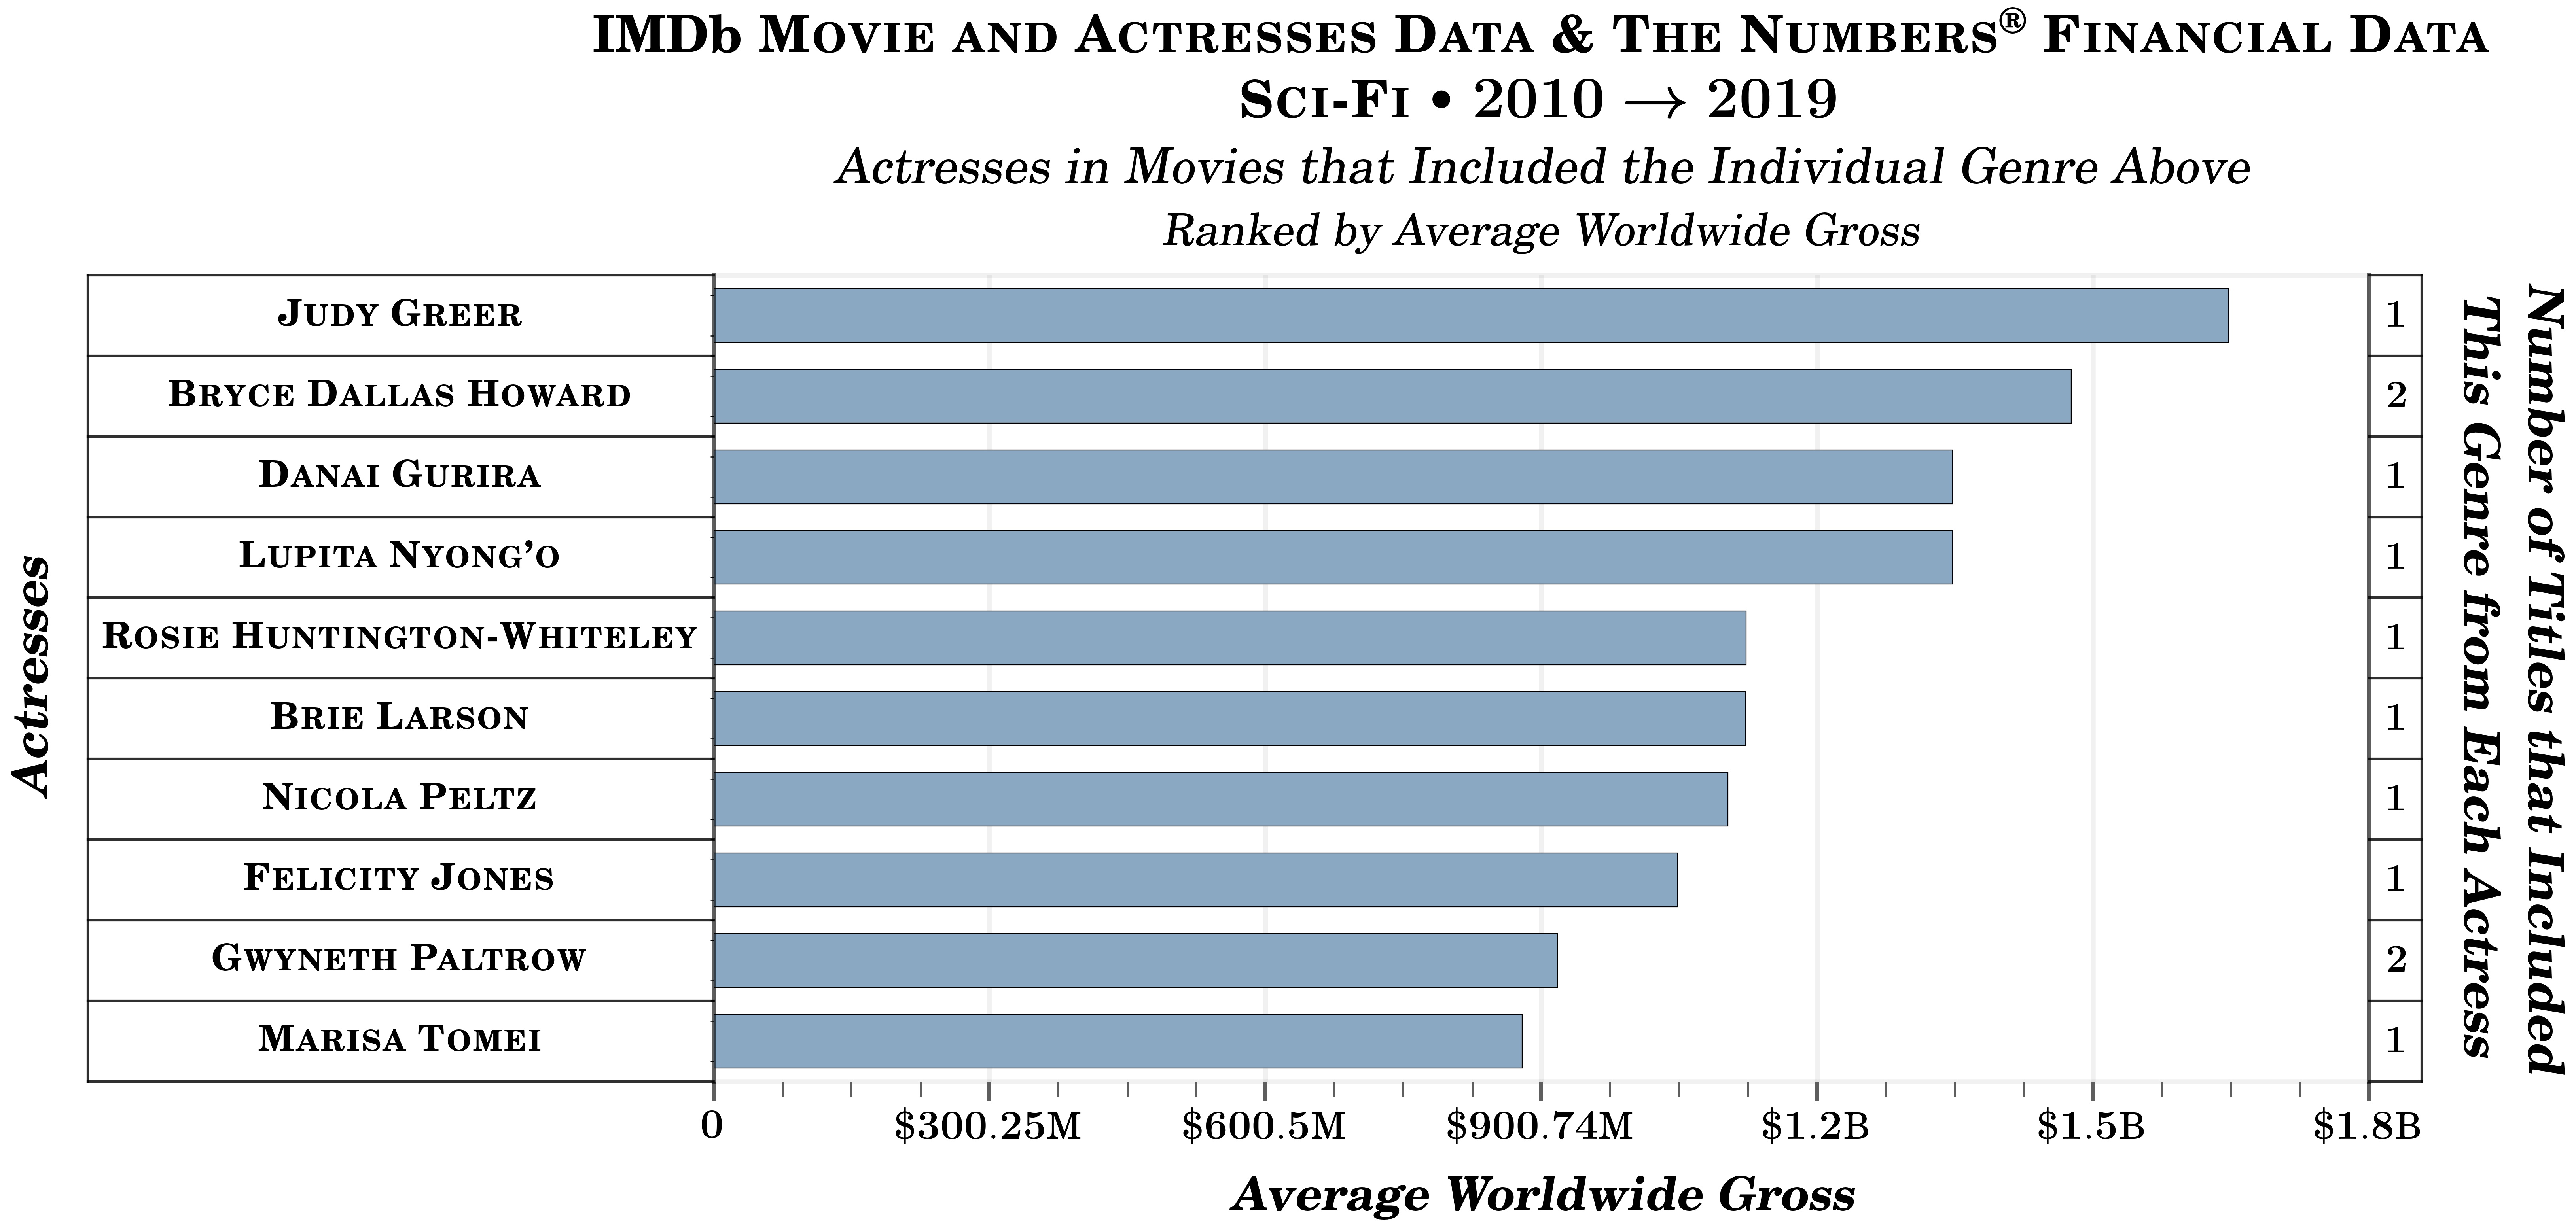 IMDb Movie and Actresses Data & The Numbers® Financial Data
Sci-Fi • 2010 → 2019
Actresses in Movies that Included the Individual Genre Above
Ranked by Average Worldwide Gross
Actresses
Judy Greer 1
Bryce Dallas Howard 2
Danai Gurira 1
Lupita Nyong’o 1
Rosie Huntington-Whiteley 1
Brie Larson 1
Nicola Peltz 1
Felicity Jones 1
Gwyneth Paltrow 2
Marisa Tomei 1
Number of Titles that Included
This Genre from Each Actress
0 $300.25M $600.5M $900.74M $1.2B $1.5B $1.8B
Average Worldwide Gross